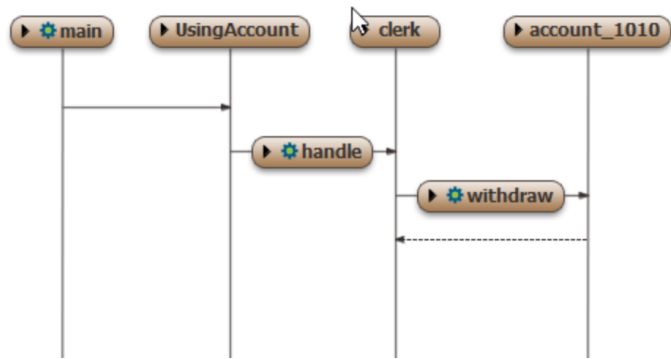 main
UsingAccount
clerk
account_1010
handle
withdraw